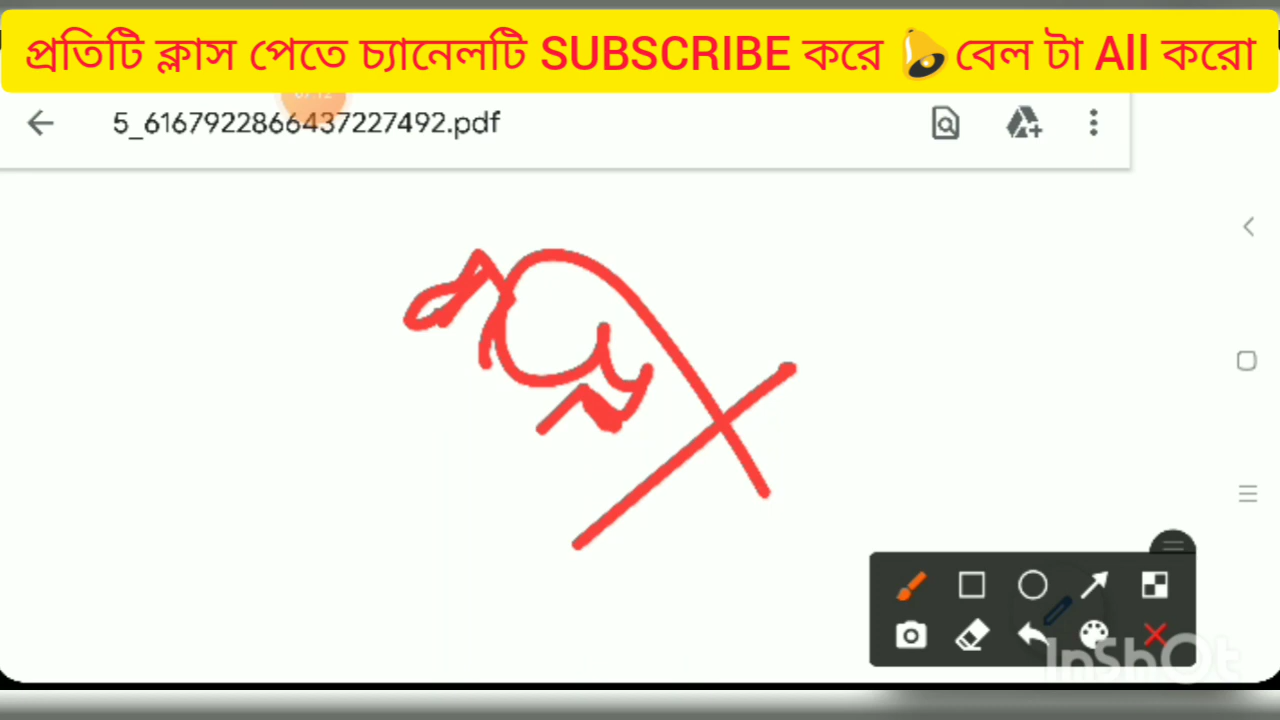 প্রতিটি ক্লাস পেতে চ্যানেলটি SUBSCRIBE করে বেল টা All করো
5_6167922866437227492.pdf
InShOt